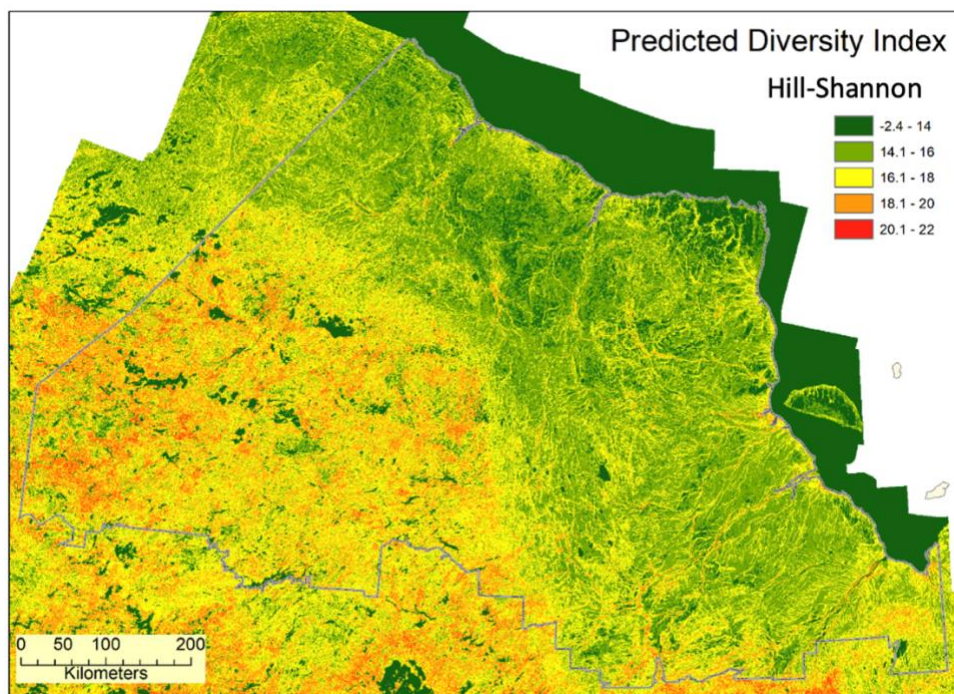 Predicted Diversity Index
Hill-Shannon
-2.4 - 14
14.1 - 16
16.1 - 18
18.1 - 20
20.1 - 22
0 50 100 200
Kilometers